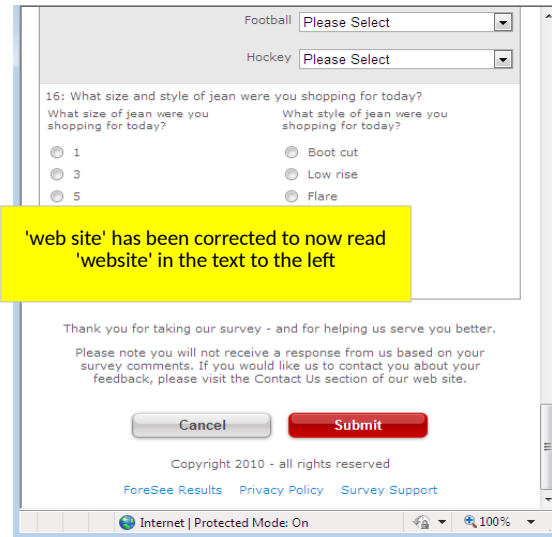 Football Please Select
Hockey Please Select
16: What size and style of jean were you shopping for today?
What size of jean were you
shopping for today?
What style of jean were you
shopping for today?
1
3
5
Boot cut
Low rise
Flare
'web site' has been corrected to now read
'website' in the text to the left
Thank you for taking our survey - and for helping us serve you better.
Please note you will not receive a response from us based on your
survey comments. If you would like us to contact you about your
feedback, please visit the Contact Us section of our web site.
Cancel Submit
Copyright 2010 - all rights reserved
ForeSee Results Privacy Policy Survey Support
Internet | Protected Mode: On 100%